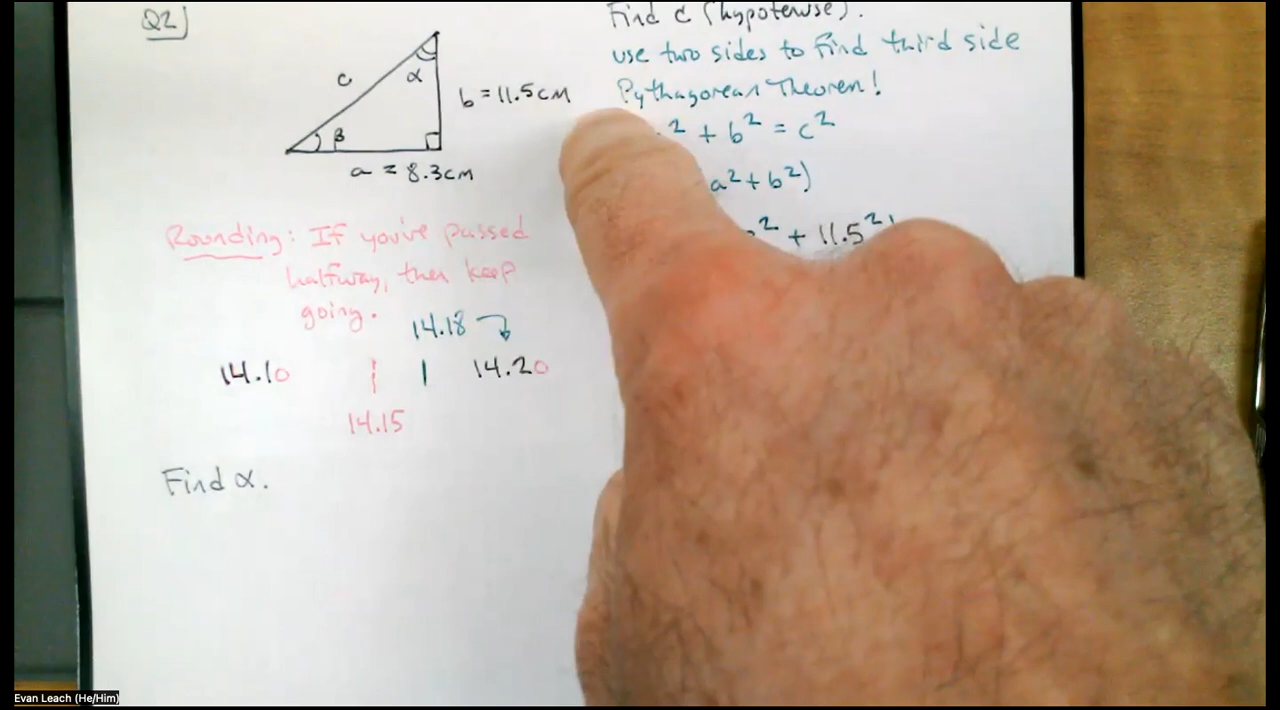 Q2)
c
α
b = 11.5cm
β
a = 8.3cm
Find c (hypotenuse).
use two sides to find third side
Pythagorean Theorem!
² + b² = c²
a² + b²)
² + 11.5²
Rounding: If you've passed
halfway, then keep
going.
14.18
14.10
14.20
14.15
Find α.
Evan Leach (He/Him)